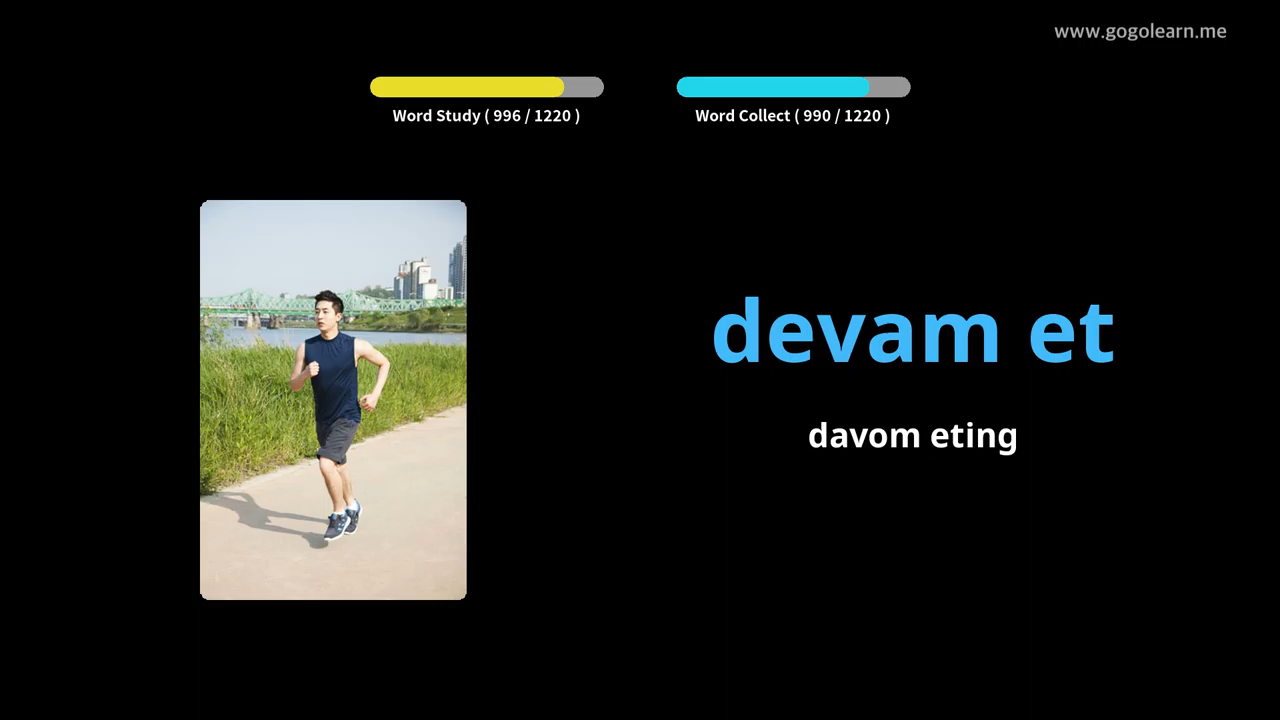 www.gogolearn.me
Word Study ( 996 / 1220 )
Word Collect ( 990 / 1220 )
devam et
davom eting